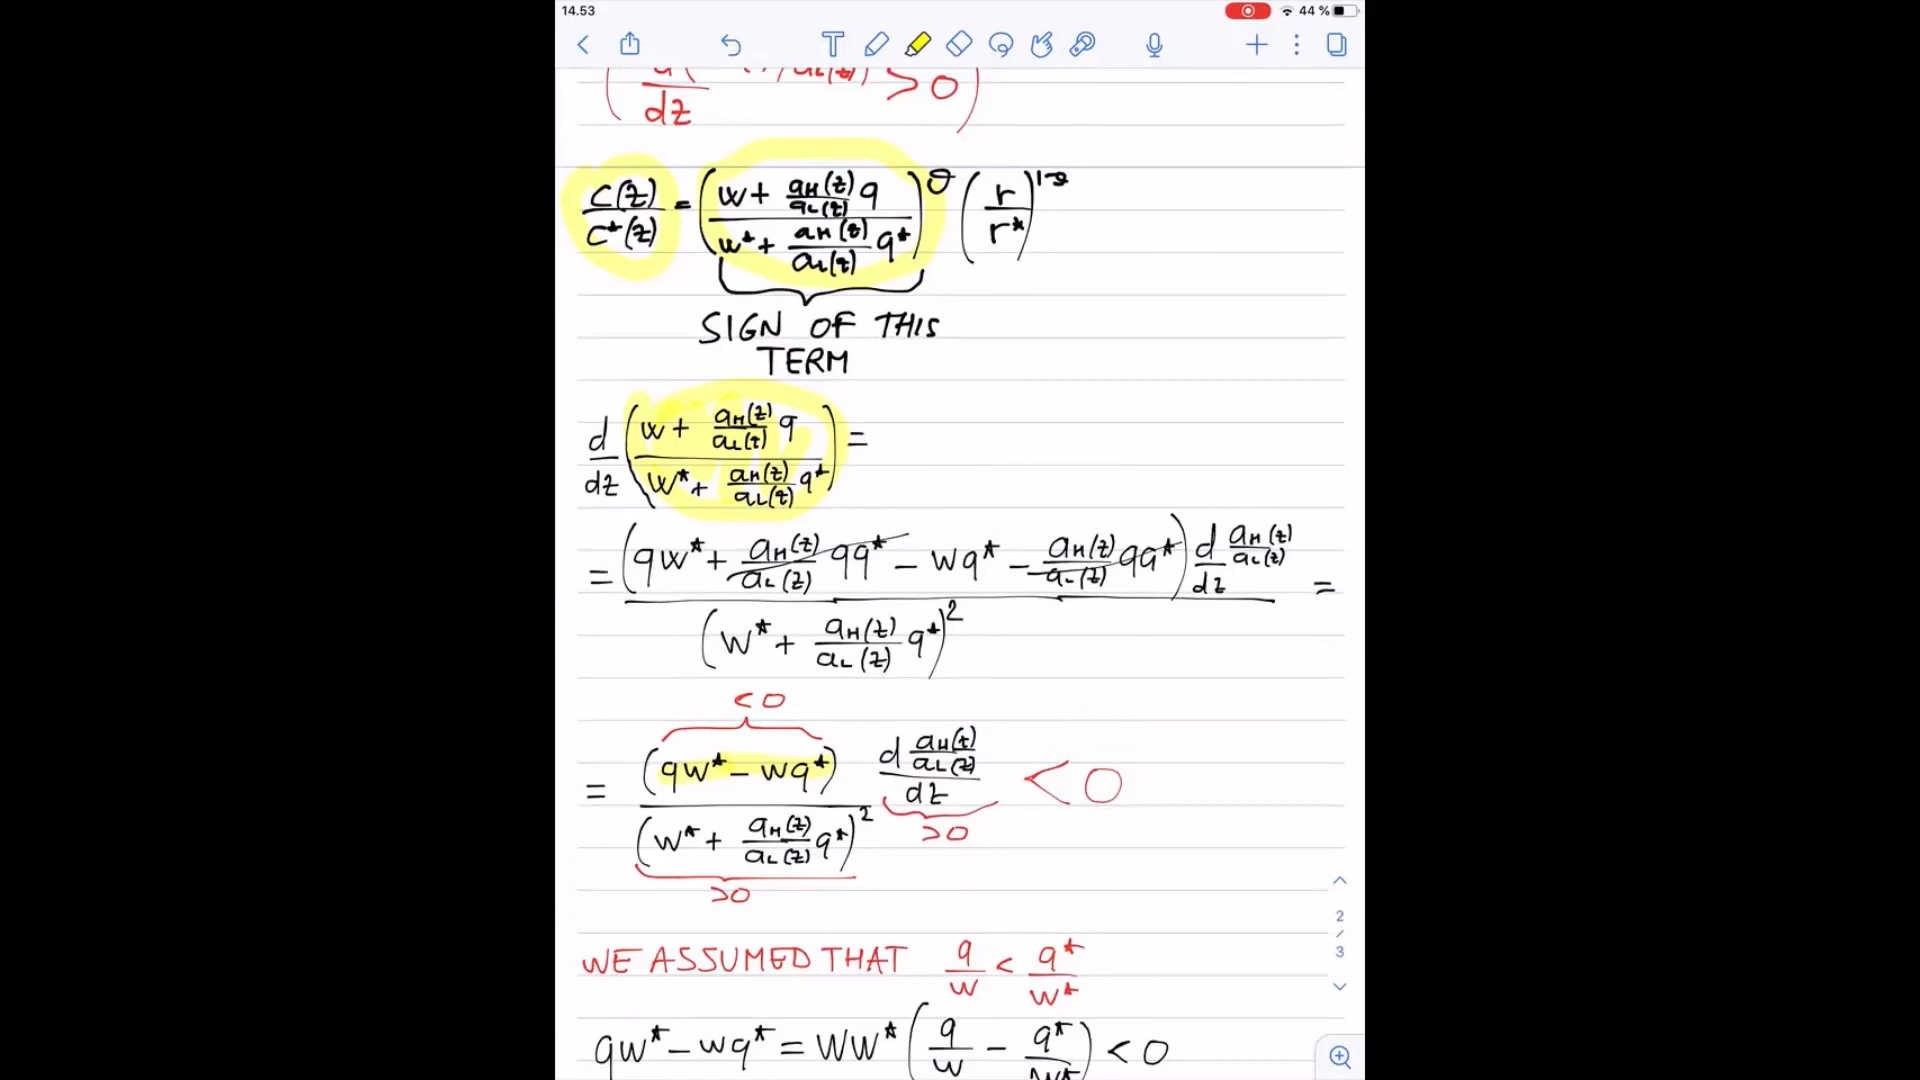 14.53 44 %
d/dz aL(z) > 0
C(z)/C*(z) = ((w + aH(z)/aL(z) q)/(w* + aH(z)/aL(z) q*))^θ (r/r*)^1-θ
SIGN OF THIS
TERM
d/dz ((w + aH(z)/aL(z) q)/(w* + aH(z)/aL(z) q*)) =
= (qw* + aH(z)/aL(z) qq* - wq* - aH(z)/aL(z) qq*) d/dz aH(z)/aL(z) / (w* + aH(z)/aL(z) q*)^2 =
< 0
= (qw* - wq*)/(w* + aH(z)/aL(z) q*)^2 d aH(z)/aL(z)/dz < 0
>0
>0
2
/
3
WE ASSUMED THAT q/w < q*/w*
qw* - wq* = ww* (q/w - q*/w*) < 0